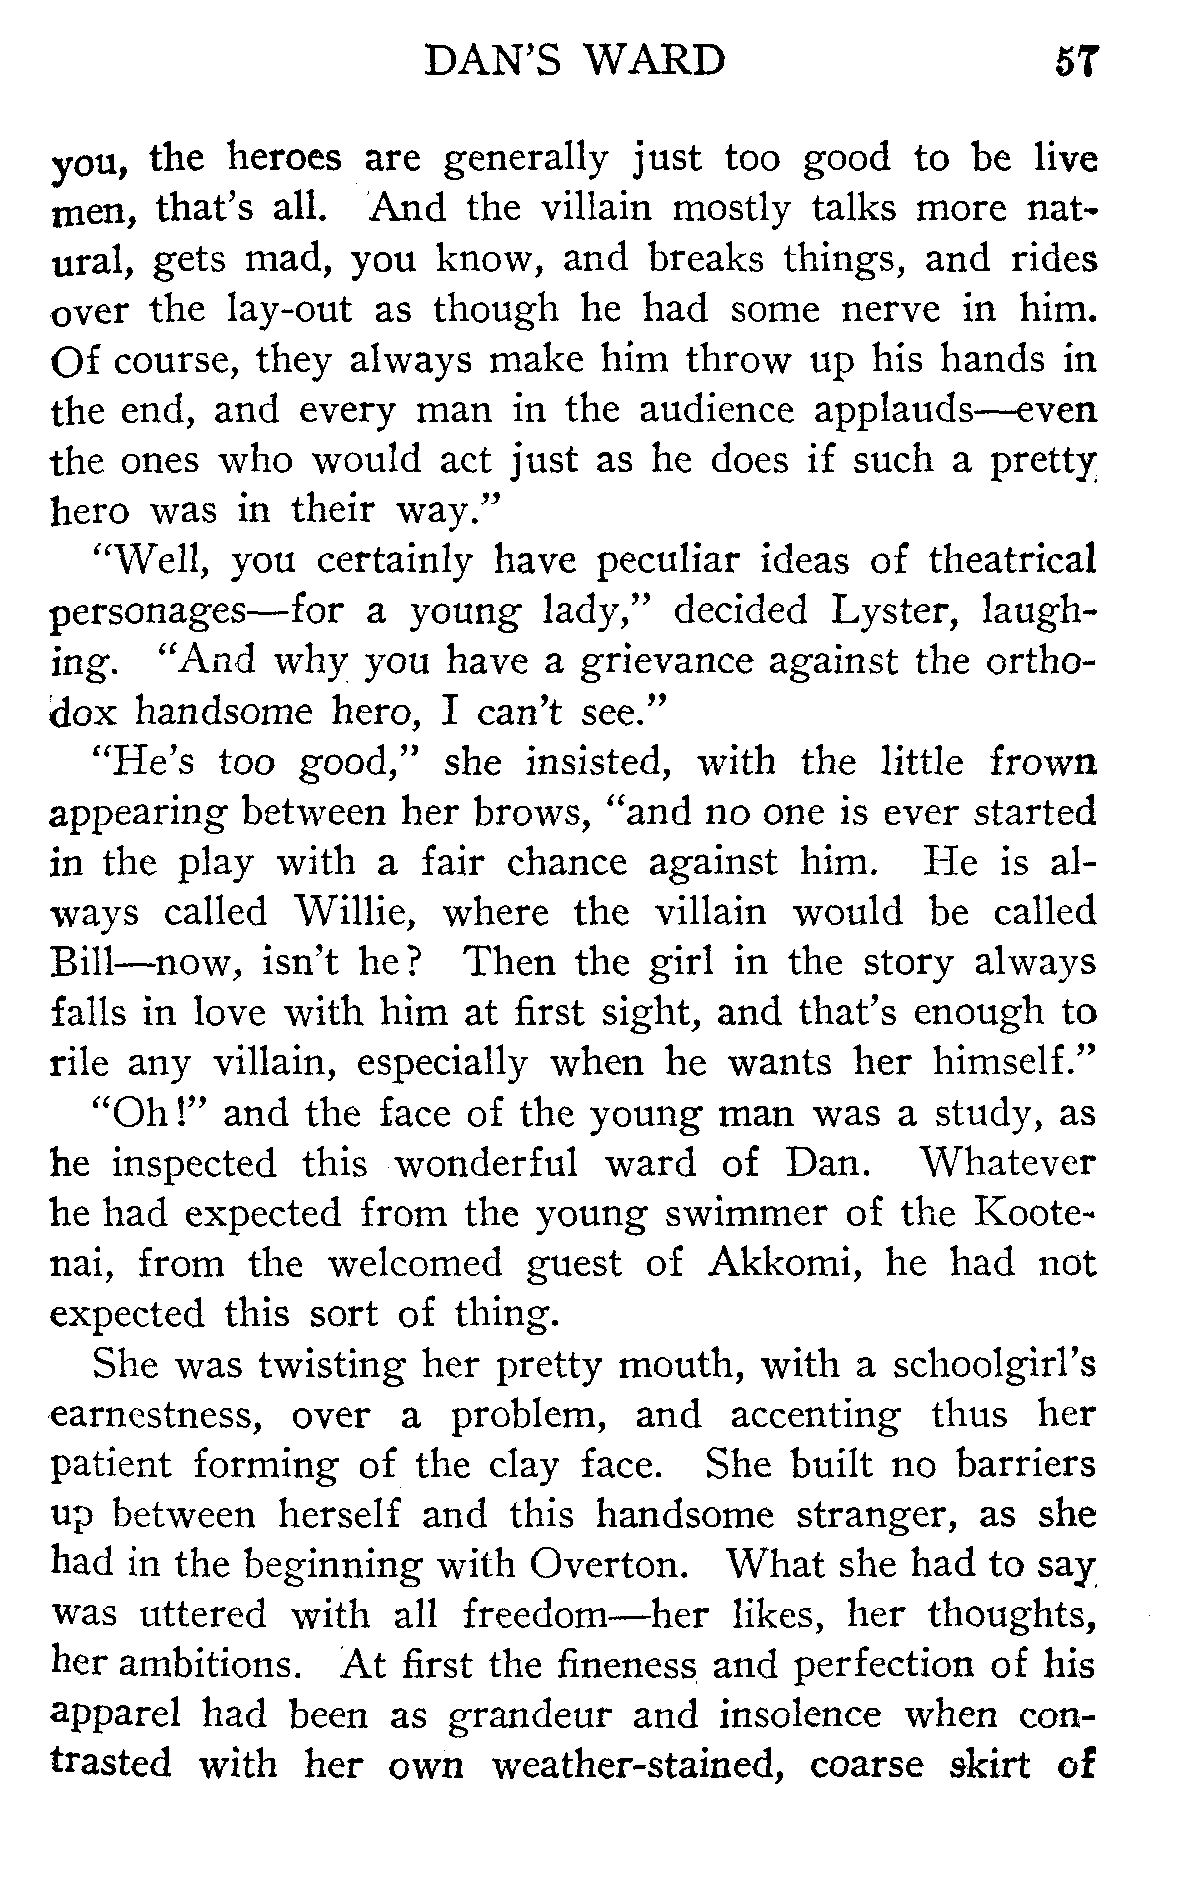 DAN'S WARD 57
you, the heroes are generally just too good to be live
men, that's all. And the villain mostly talks more nat-
ural, gets mad, you know, and breaks things, and rides
over the lay-out as though he had some nerve in him.
Of course, they always make him throw up his hands in
the end, and every man in the audience applauds—even
the ones who would act just as he does if such a pretty
hero was in their way."
"Well, you certainly have peculiar ideas of theatrical
personages—for a young lady," decided Lyster, laugh-
ing. "And why you have a grievance against the ortho-
dox handsome hero, I can't see."
"He's too good," she insisted, with the little frown
appearing between her brows, "and no one is ever started
in the play with a fair chance against him. He is al-
ways called Willie, where the villain would be called
Bill—now, isn't he? Then the girl in the story always
falls in love with him at first sight, and that's enough to
rile any villain, especially when he wants her himself."
"Oh!" and the face of the young man was a study, as
he inspected this wonderful ward of Dan. Whatever
he had expected from the young swimmer of the Koote-
nai, from the welcomed guest of Akkomi, he had not
expected this sort of thing.
She was twisting her pretty mouth, with a schoolgirl's
earnestness, over a problem, and accenting thus her
patient forming of the clay face. She built no barriers
up between herself and this handsome stranger, as she
had in the beginning with Overton. What she had to say
was uttered with all freedom—her likes, her thoughts,
her ambitions. At first the fineness and perfection of his
apparel had been as grandeur and insolence when con-
trasted with her own weather-stained, coarse skirt of